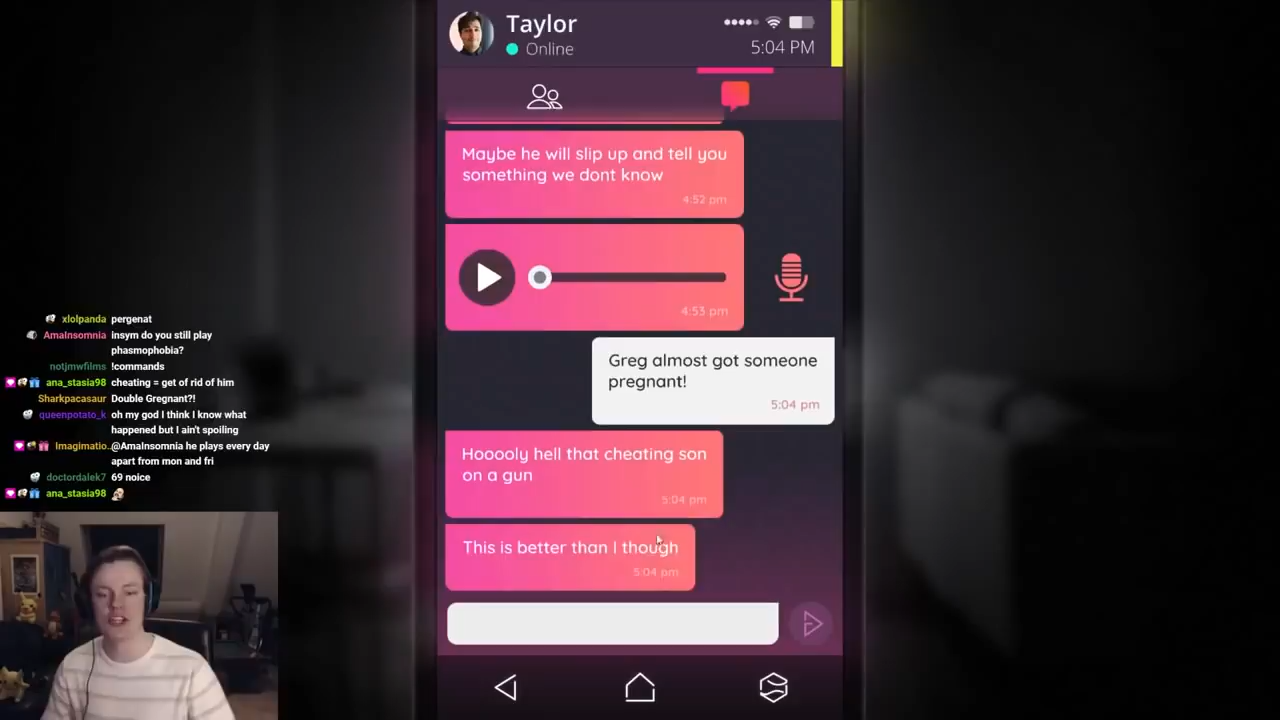 Taylor
Online
5:04 PM
Maybe he will slip up and tell you
something we dont know
4:52 pm
4:53 pm
Greg almost got someone
pregnant!
5:04 pm
Hooooly hell that cheating son
on a gun
5:04 pm
This is better than I though
5:04 pm
xlolpanda pergenat
AmaInsomnia insym do you still play
phasmophobia?
notjmwfilms !commands
ana_stasia98 cheating = get of rid of him
Sharkpacasaur Double Gregnant?!
queenpotato_k oh my god I think I know what
happened but I ain't spoiling
Imaginatio.. @AmaInsomnia he plays every day
apart from mon and fri
doctordalek7 69 noice
ana_stasia98